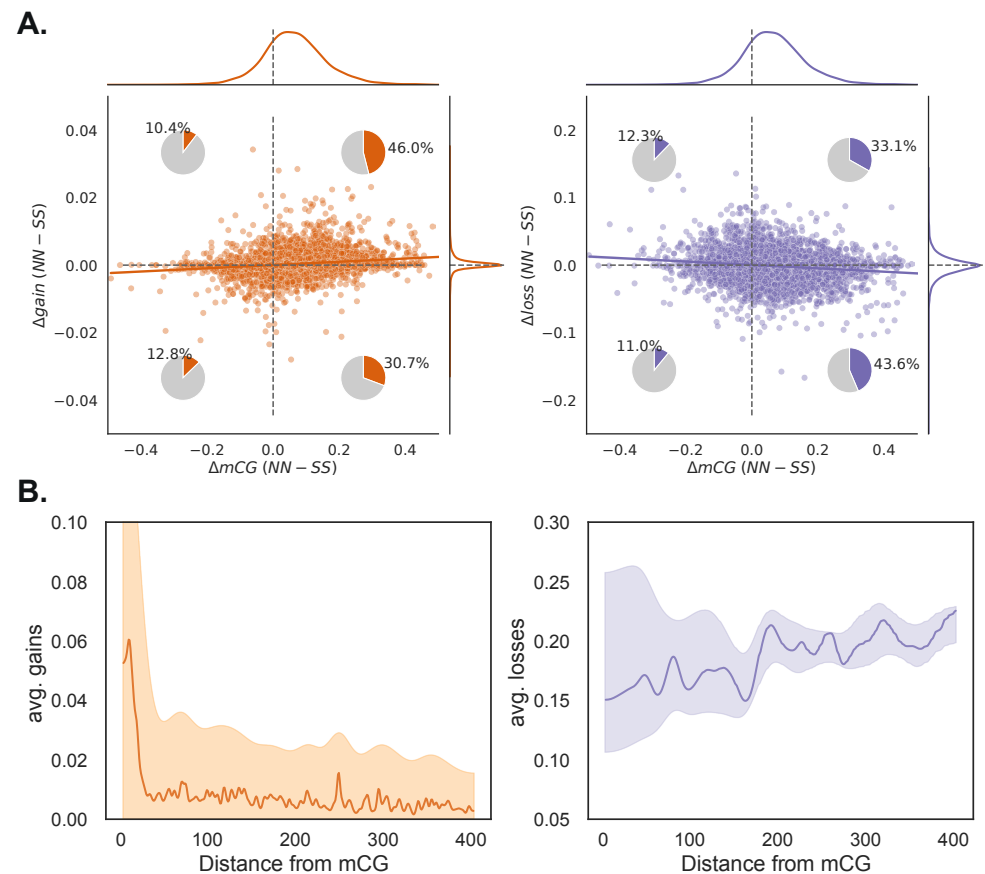 A.
10.4%
46.0%
12.8%
30.7%
0.04
0.02
0.00
−0.02
−0.04
Δgain (NN − SS)
−0.4 −0.2 0.0 0.2 0.4
ΔmCG (NN − SS)
12.3%
33.1%
11.0%
43.6%
0.2
0.1
0.0
−0.1
−0.2
Δloss (NN − SS)
−0.4 −0.2 0.0 0.2 0.4
ΔmCG (NN − SS)
B.
0.10
0.08
0.06
0.04
0.02
0.00
avg. gains
0 100 200 300 400
Distance from mCG
0.30
0.25
0.20
0.15
0.10
0.05
avg. losses
0 100 200 300 400
Distance from mCG